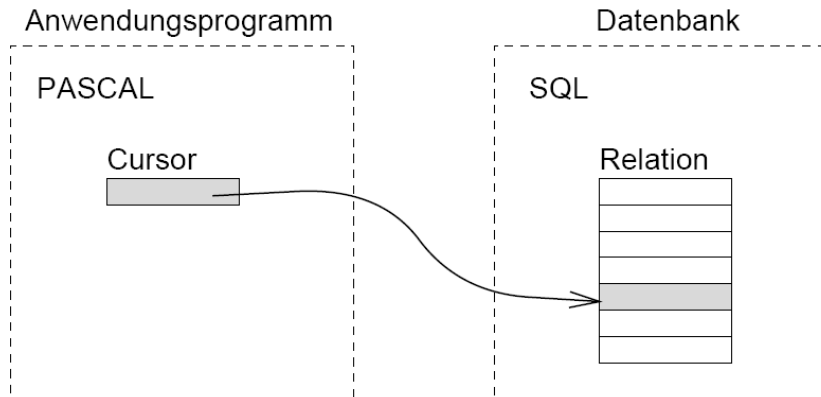 Anwendungsprogramm
Datenbank
PASCAL
SQL
Cursor
Relation